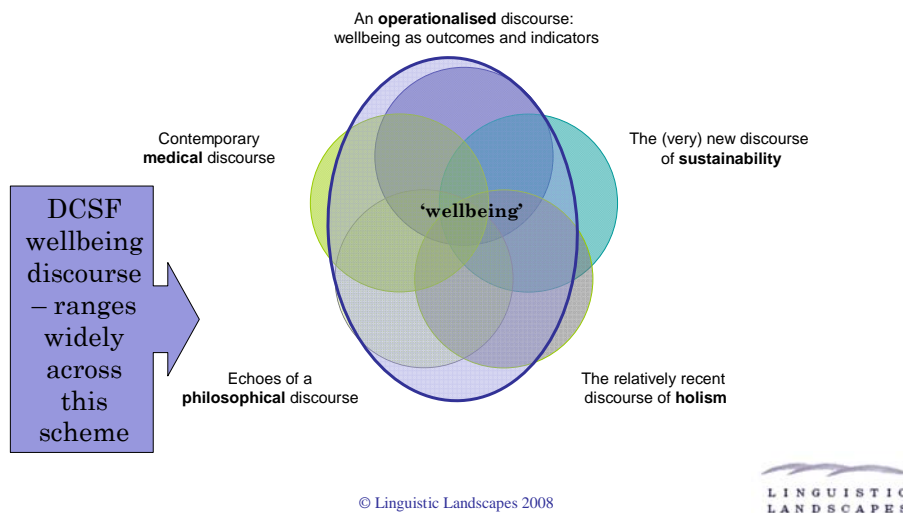 An operationalised discourse:
wellbeing as outcomes and indicators
Contemporary
medical discourse
The (very) new discourse
of sustainability
DCSF
wellbeing
discourse
– ranges
widely
across
this
scheme
‘wellbeing’
Echoes of a
philosophical discourse
The relatively recent
discourse of holism
© Linguistic Landscapes 2008
LINGUISTIC
LANDSCAPES